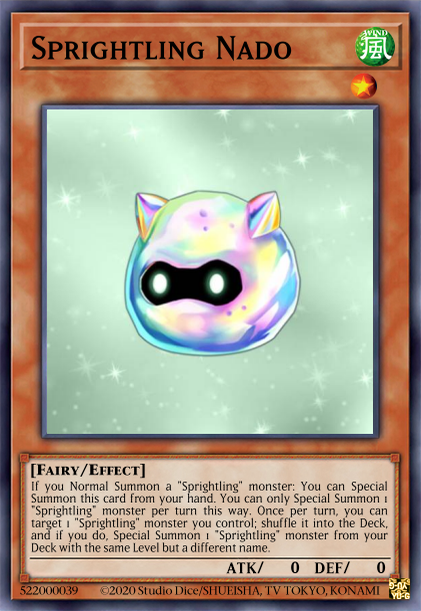 Sprightling Nado
WIND
風
[Fairy/Effect]
If you Normal Summon a "Sprightling" monster: You can Special
Summon this card from your hand. You can only Special Summon 1
"Sprightling" monster per turn this way. Once per turn, you can
target 1 "Sprightling" monster you control; shuffle it into the Deck,
and if you do, Special Summon 1 "Sprightling" monster from your
Deck with the same Level but a different name.
ATK/ 0 DEF/ 0
522000039 ©2020 Studio Dice/SHUEISHA, TV TOKYO, KONAMI